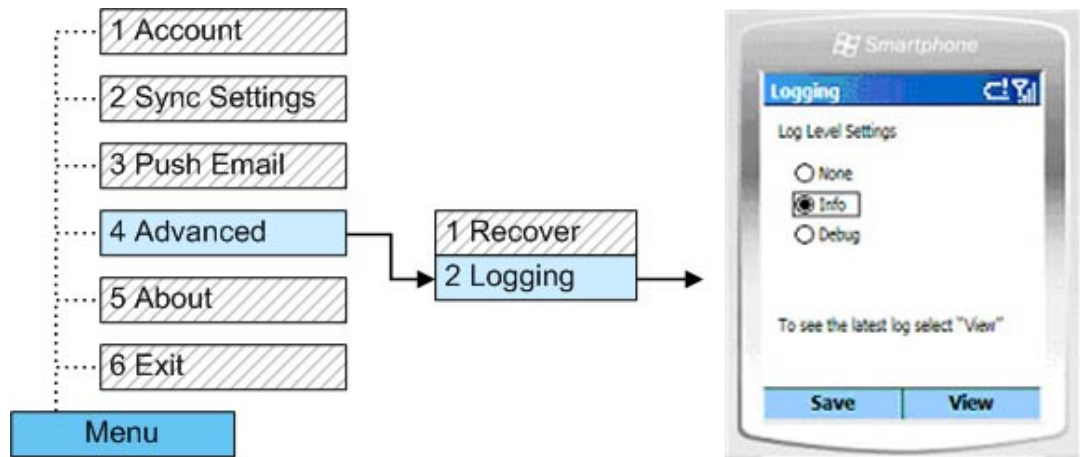 1 Account
2 Sync Settings
3 Push Email
4 Advanced
5 About
6 Exit
Menu
1 Recover
2 Logging
Smartphone
Logging
Log Level Settings
None
Info
Debug
To see the latest log select "View"
Save View